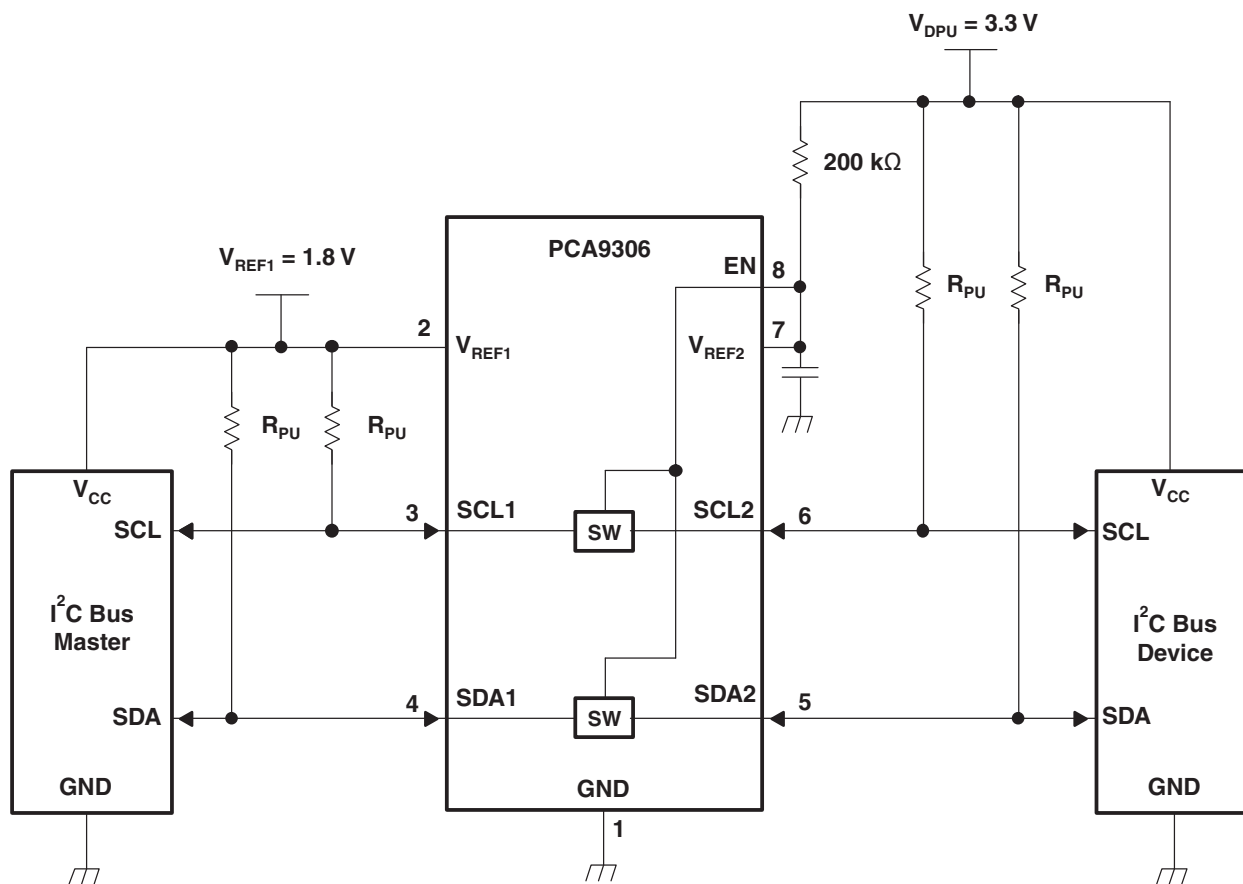 V_DPU = 3.3 V
200 kΩ
PCA9306
V_REF1 = 1.8 V
EN
8
R_PU
R_PU
2
7
V_REF1
V_REF2
R_PU
R_PU
V_CC
V_CC
SCL
3
SCL1
SW
SCL2
6
SCL
I²C Bus
Master
I²C Bus
Device
SDA
4
SDA1
SW
SDA2
5
SDA
GND
GND
GND
1